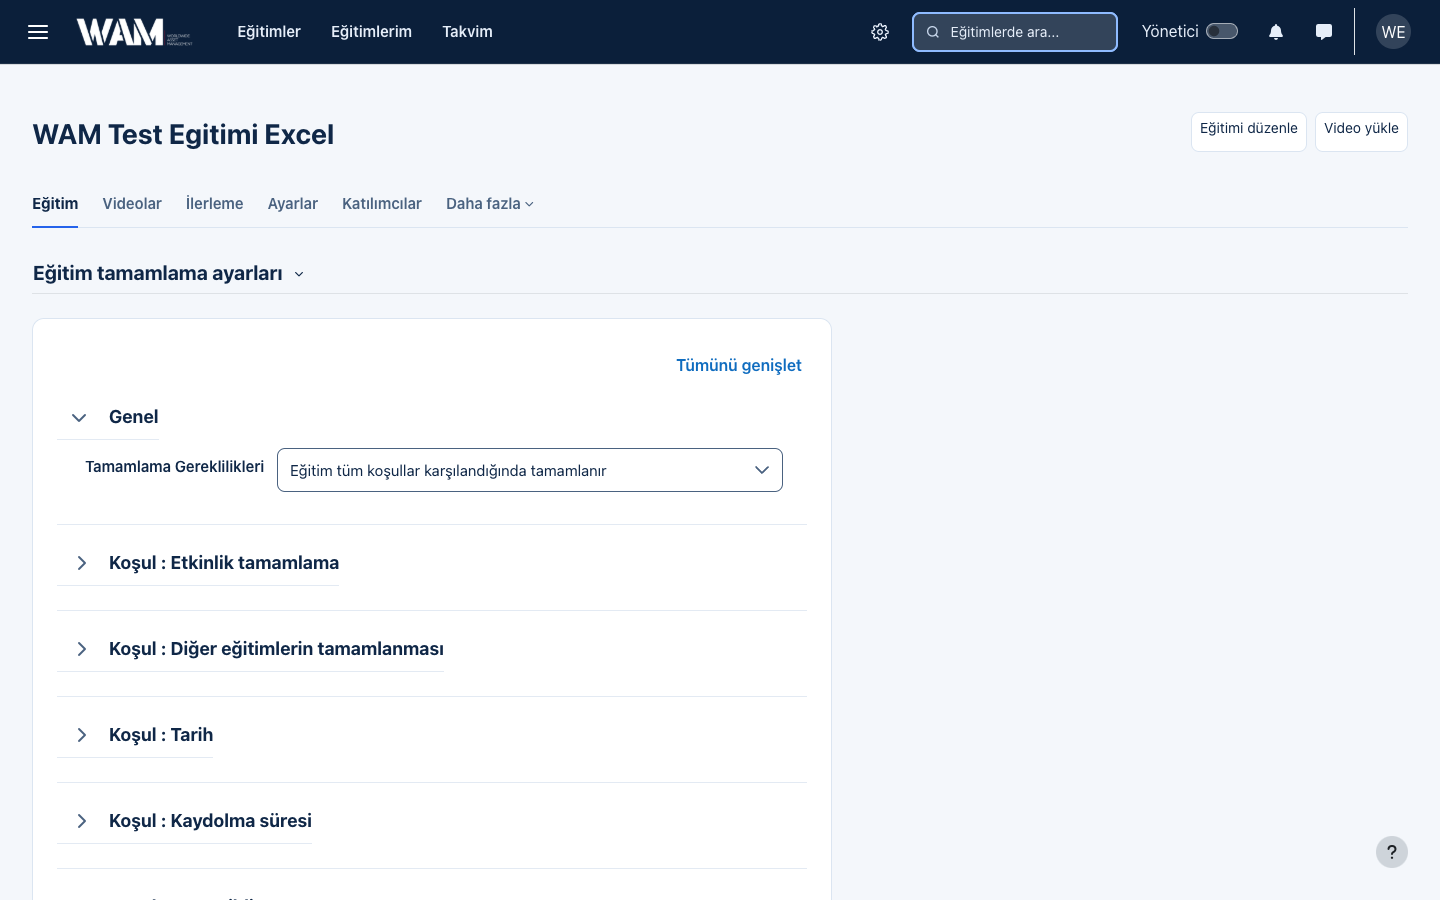 WAM
Eğitimler
Eğitimlerim
Takvim
Eğitimlerde ara...
Yönetici
WE
WAM Test Egitimi Excel
Eğitimi düzenle
Video yükle
Eğitim
Videolar
İlerleme
Ayarlar
Katılımcılar
Daha fazla
Eğitim tamamlama ayarları
Tümünü genişlet
Genel
Tamamlama Gereklilikleri
Eğitim tüm koşullar karşılandığında tamamlanır
Koşul : Etkinlik tamamlama
Koşul : Diğer eğitimlerin tamamlanması
Koşul : Tarih
Koşul : Kaydolma süresi
?